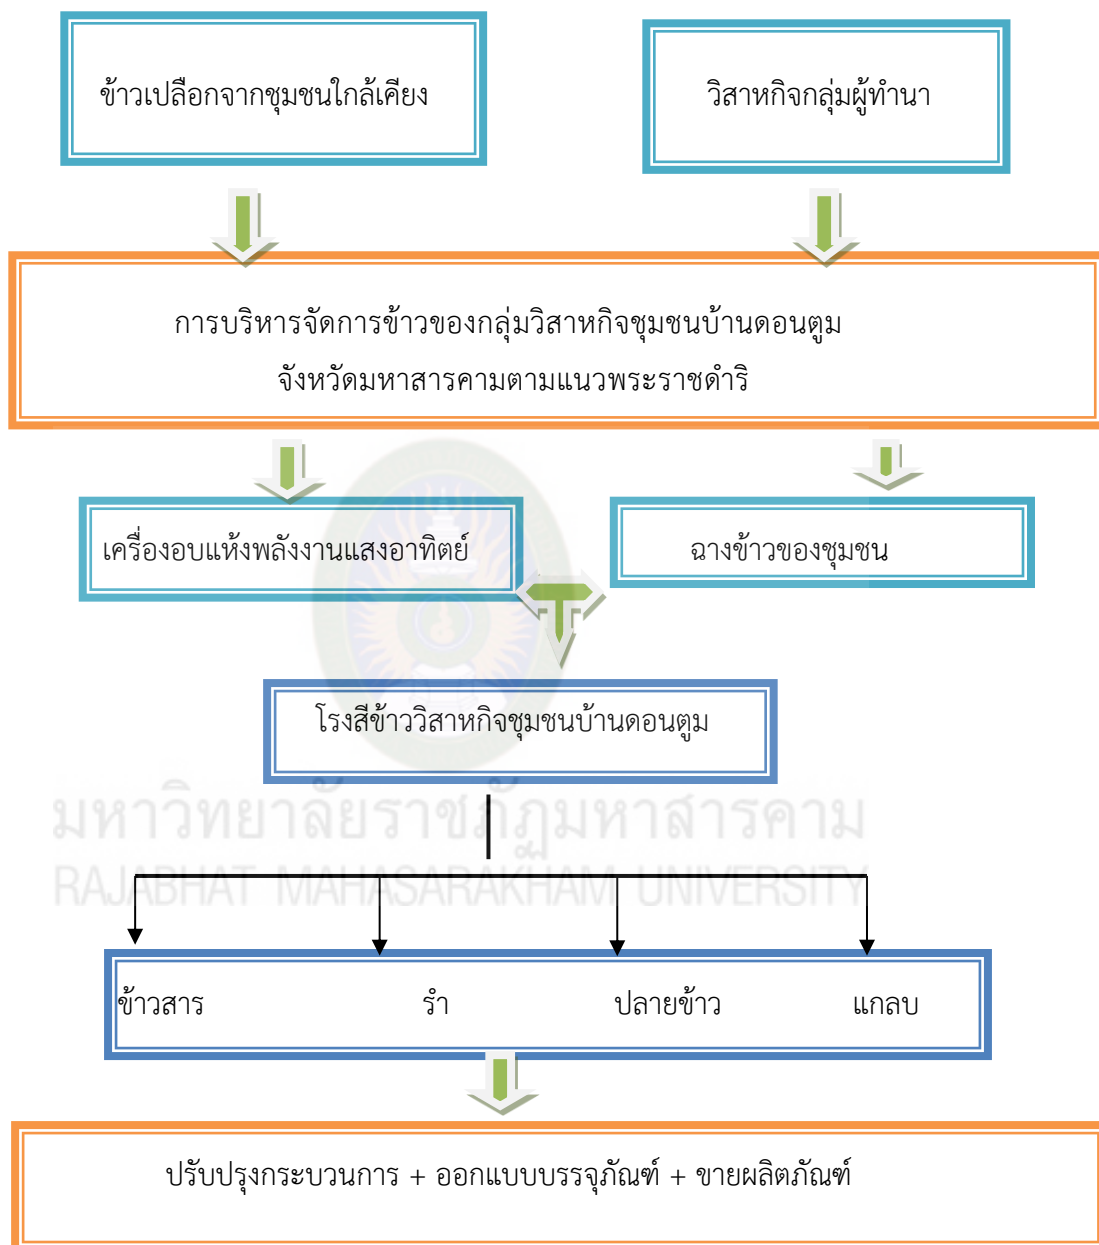 ข้าวเปลือกจากชุมชนใกล้เคียง
วิสาหกิจกลุ่มผู้ทำนา
การบริหารจัดการข้าวของกลุ่มวิสาหกิจชุมชนบ้านดอนตูม
จังหวัดมหาสารคามตามแนวพระราชดำริ
เครื่องอบแห้งพลังงานแสงอาทิตย์
ฉางข้าวของชุมชน
โรงสีข้าววิสาหกิจชุมชนบ้านดอนตูม
มหาวิทยาลัยราชภัฏมหาสารคาม
RAJABHAT MAHASARAKHAM UNIVERSITY
ข้าวสาร รำ ปลายข้าว แกลบ
ปรับปรุงกระบวนการ + ออกแบบบรรจุภัณฑ์ + ขายผลิตภัณฑ์